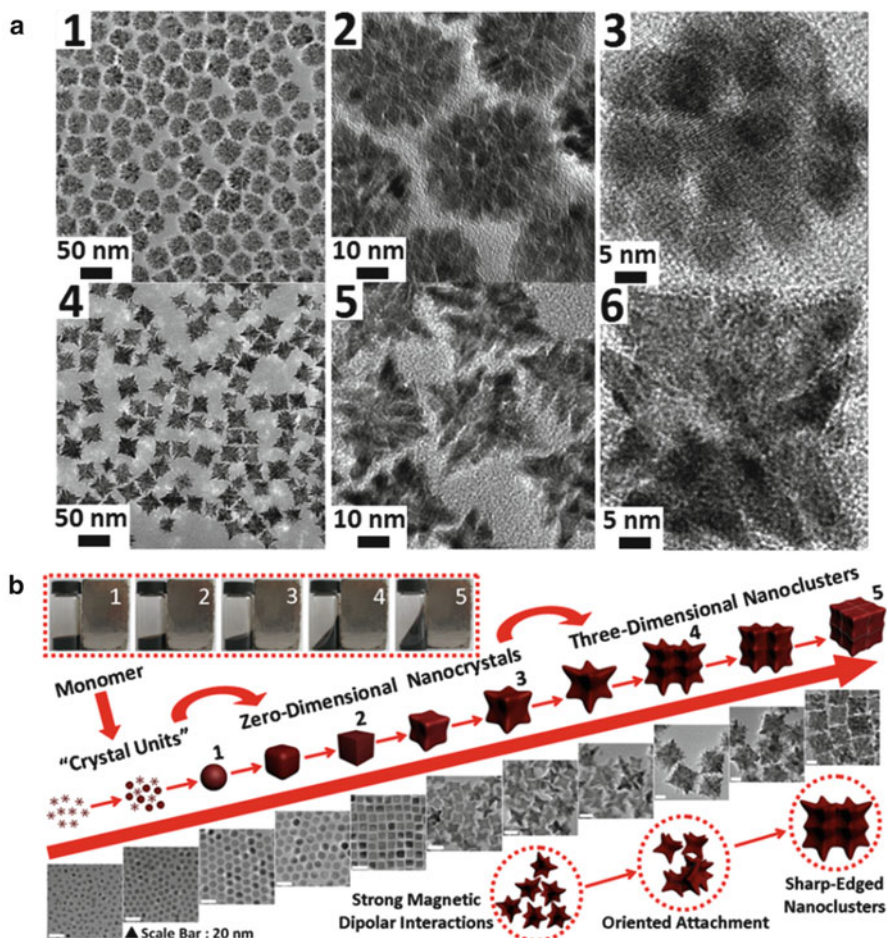 a
1
2
3
50 nm
10 nm
5 nm
4
5
6
50 nm
10 nm
5 nm
b
1
2
3
4
5
Monomer
"Crystal Units"
Zero-Dimensional Nanocrystals
Three-Dimensional Nanoclusters
1
2
3
4
5
▲ Scale Bar : 20 nm
Strong Magnetic
Dipolar Interactions
Oriented Attachment
Sharp-Edged
Nanoclusters